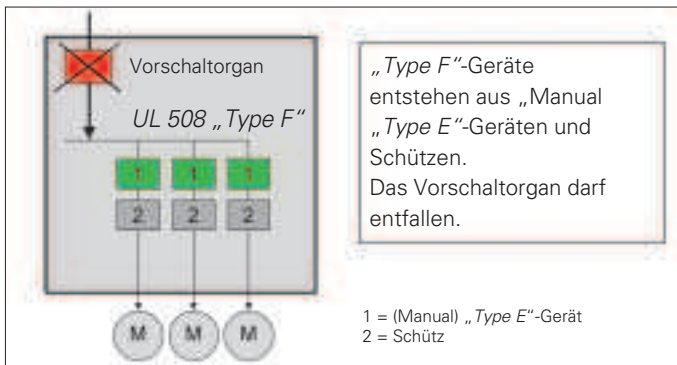 Vorschaltorgan
UL 508 „Type F“
1 1 1
2 2 2
M M M
„Type F“-Geräte
entstehen aus „Manual
„Type E“-Geräten und
Schützen.
Das Vorschaltorgan darf
entfallen.
1 = (Manual) „Type E“-Gerät
2 = Schütz